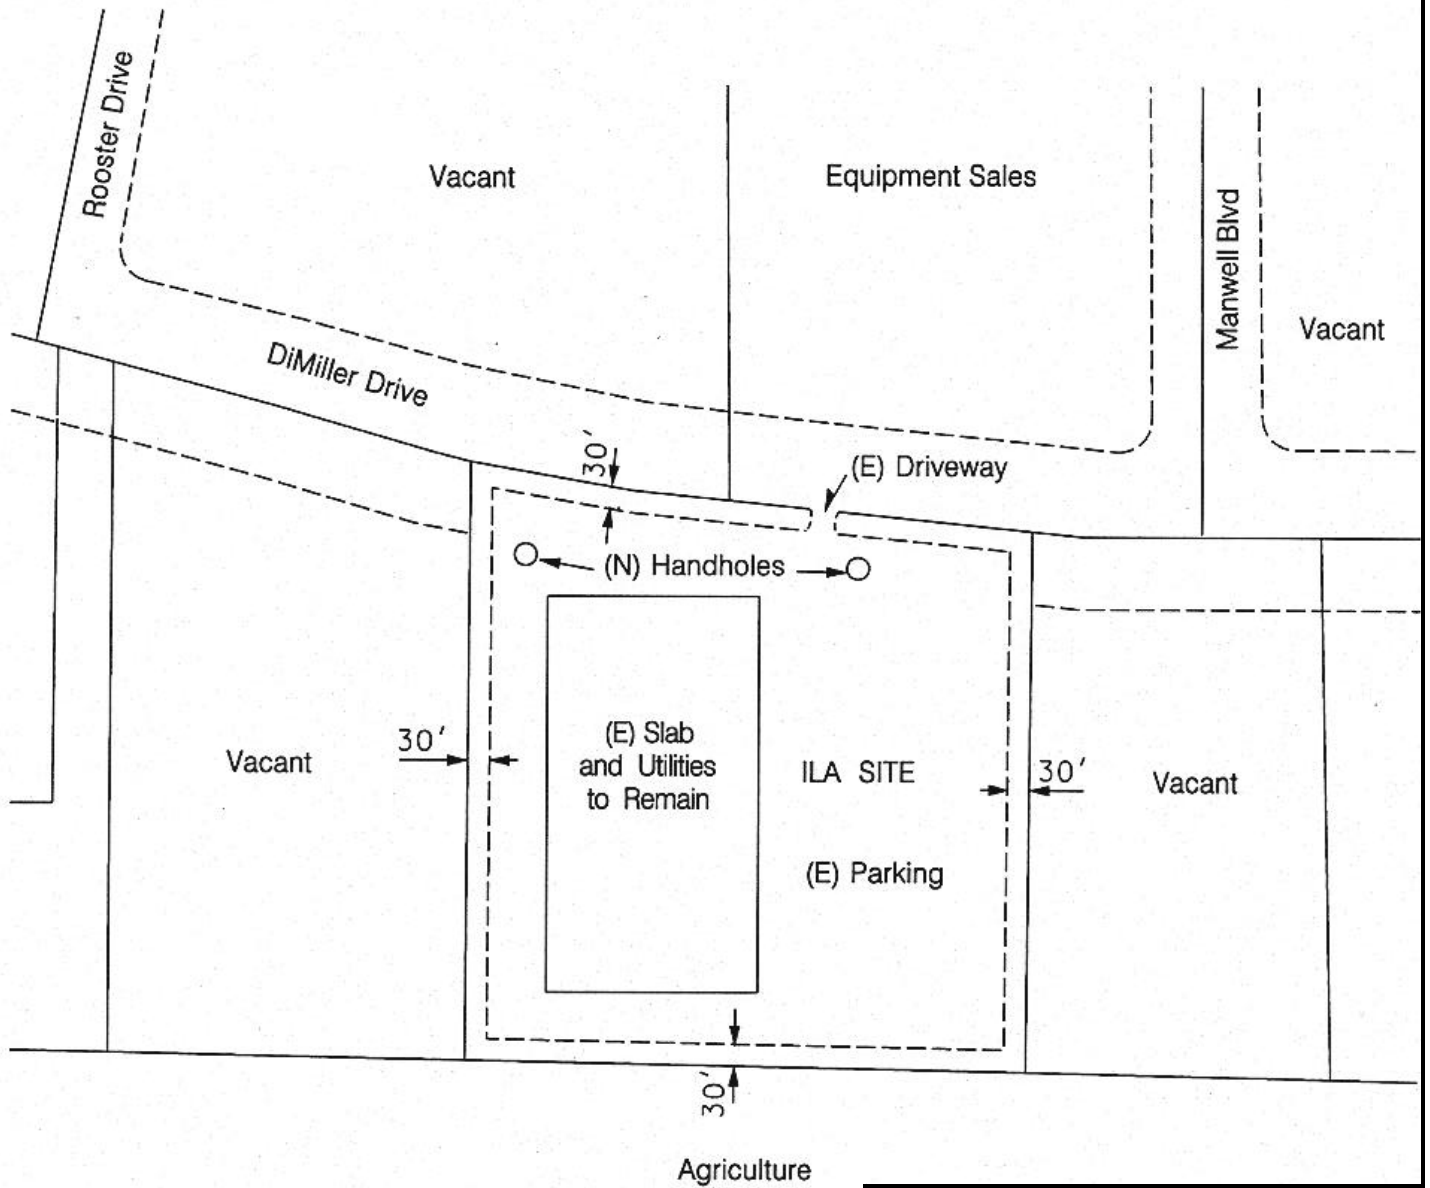 Rooster Drive
Vacant
Equipment Sales
Manwell Blvd
Vacant
DiMiller Drive
30'
(E) Driveway
(N) Handholes
30'
Vacant
(E) Slab
and Utilities
to Remain
ILA SITE
30'
Vacant
(E) Parking
30'
Agriculture